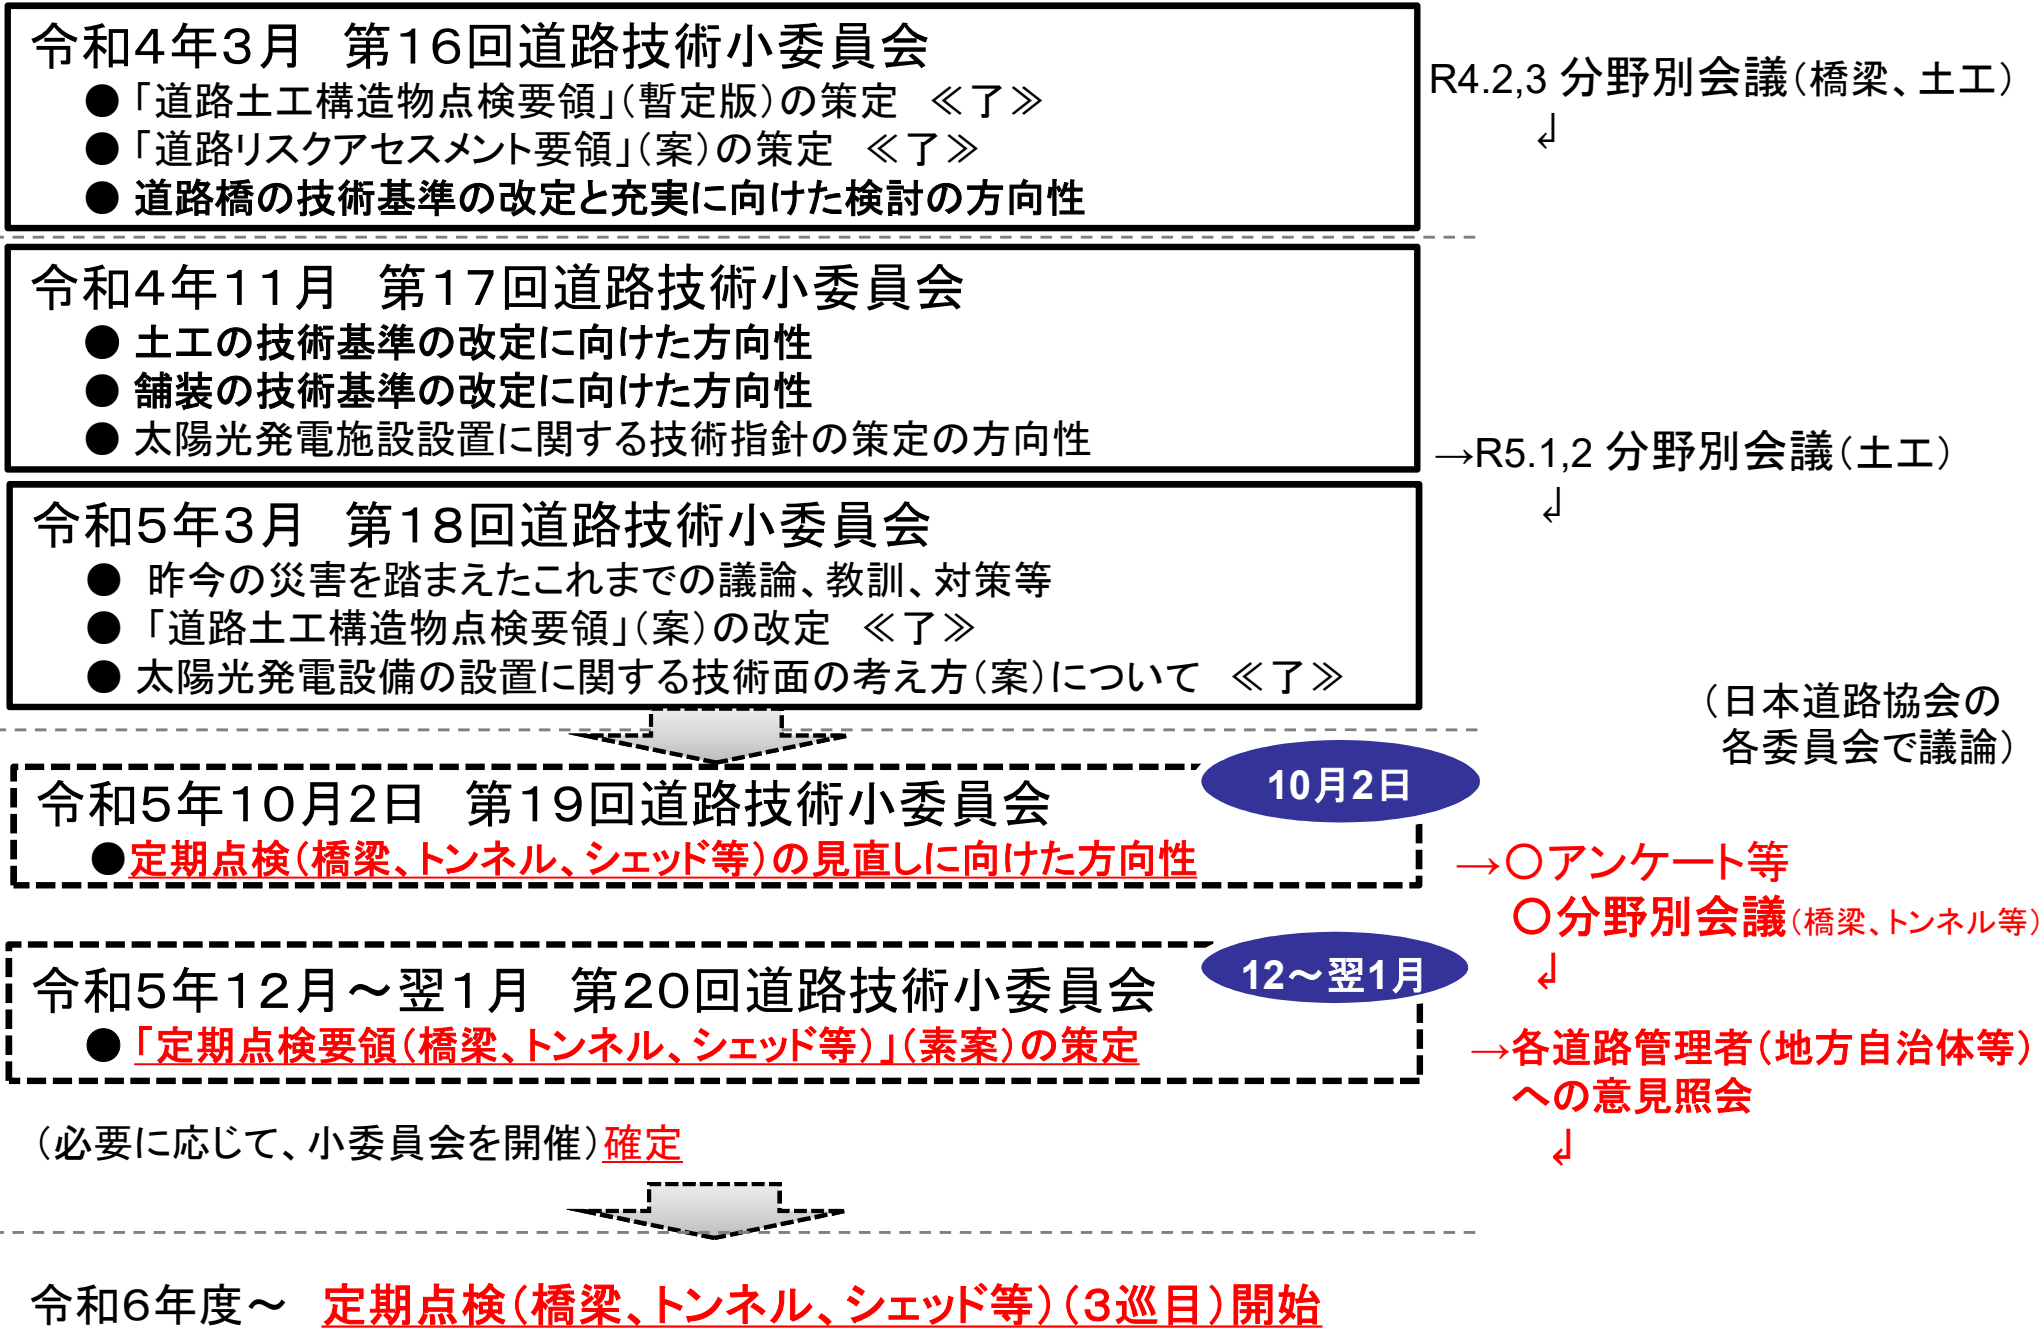 令和4年3月　第16回道路技術小委員会
●「道路土工構造物点検要領」（暫定版）の策定　≪了≫
●「道路リスクアセスメント要領」（案）の策定　≪了≫
● 道路橋の技術基準の改定と充実に向けた検討の方向性
R4.2,3 分野別会議（橋梁、土工）
↲
令和4年11月　第17回道路技術小委員会
● 土工の技術基準の改定に向けた方向性
● 舗装の技術基準の改定に向けた方向性
● 太陽光発電施設設置に関する技術指針の策定の方向性
→R5.1,2 分野別会議（土工）
↲
令和5年3月　第18回道路技術小委員会
● 昨今の災害を踏まえたこれまでの議論、教訓、対策等
●「道路土工構造物点検要領」（案）の改定　≪了≫
● 太陽光発電設備の設置に関する技術面の考え方（案）について　≪了≫
（日本道路協会の
各委員会で議論）
10月2日
令和5年10月2日　第19回道路技術小委員会
●定期点検（橋梁、トンネル、シェッド等）の見直しに向けた方向性
→〇アンケート等
〇分野別会議（橋梁、トンネル等）
↲
12～翌1月
令和5年12月～翌1月　第20回道路技術小委員会
●「定期点検要領（橋梁、トンネル、シェッド等）」（素案）の策定
→各道路管理者（地方自治体等）
への意見照会
↲
（必要に応じて、小委員会を開催）確定
令和6年度～　定期点検（橋梁、トンネル、シェッド等）（3巡目）開始